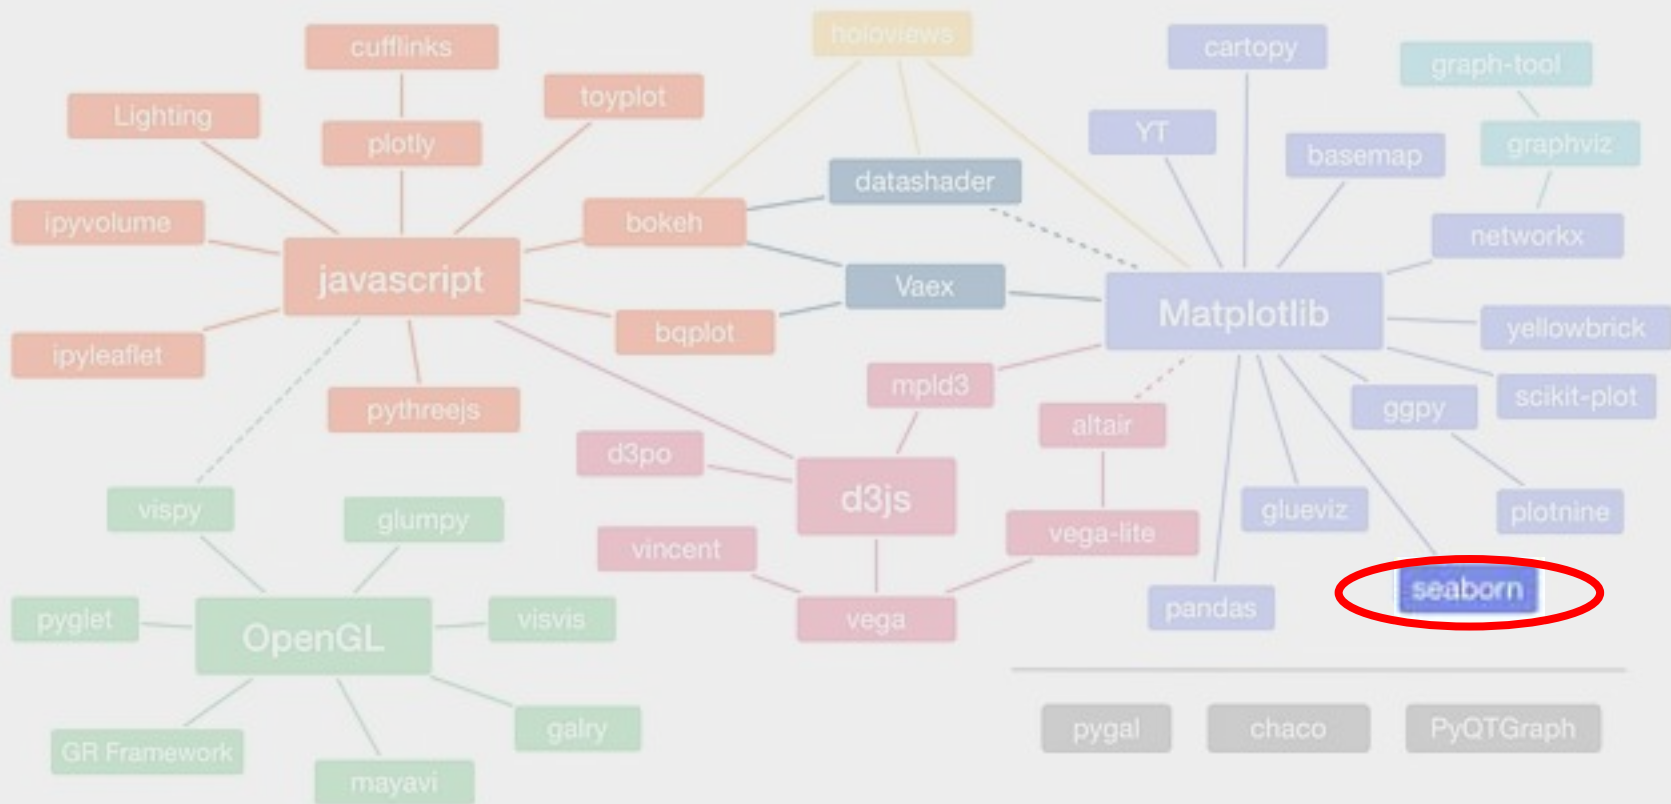 cufflinks
holoviews
cartopy
graph-tool
Lighting
toyplot
plotly
YT
basemap
graphviz
datashader
ipyvolume
bokeh
networkx
javascript
Vaex
Matplotlib
bqplot
yellowbrick
ipyleaflet
mpld3
scikit-plot
pythreejs
ggpy
altair
d3po
d3js
vispy
glumpy
glueviz
plotnine
vincent
vega-lite
seaborn
pandas
pyglet
OpenGL
visvis
vega
galry
pygal
chaco
PyQTGraph
GR Framework
mayavi